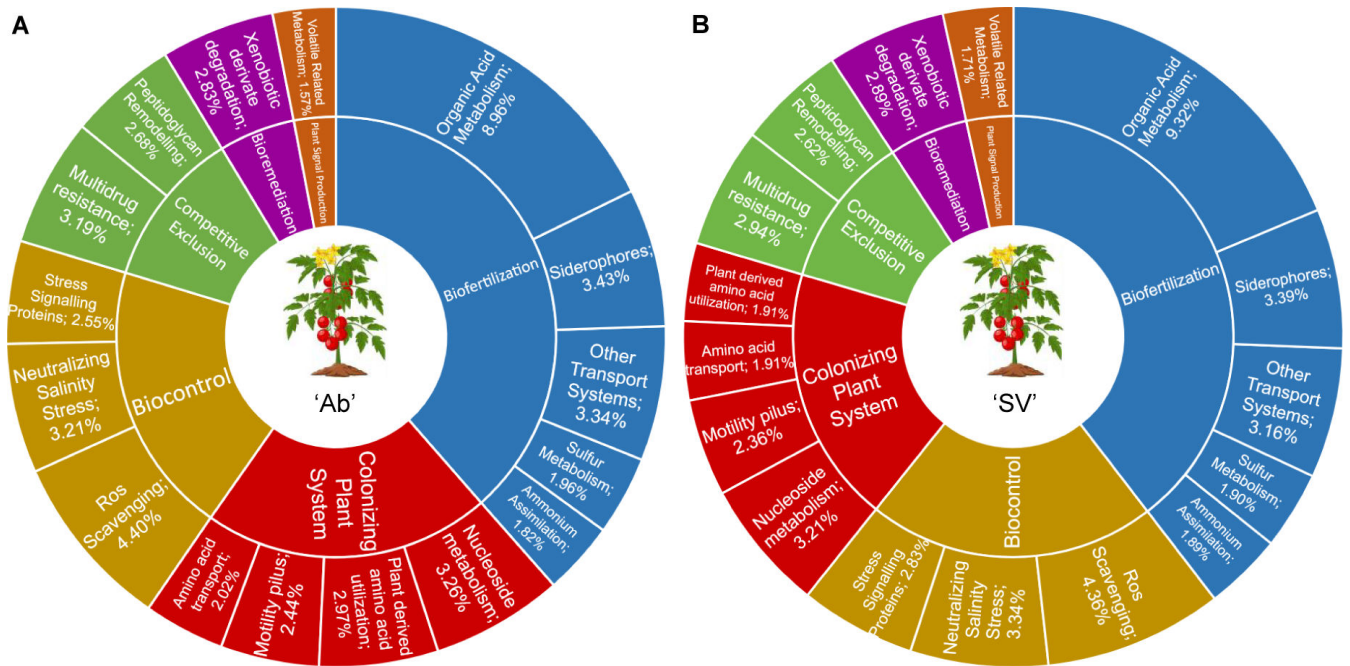 A
Organic Acid
Metabolism;
8.96%
Siderophores;
3.43%
Other
Transport
Systems;
3.34%
Sulfur
Metabolism;
1.96%
Ammonium
Assimilation;
1.82%
Nucleoside
metabolism;
3.26%
Plant derived
amino acid
utilization;
2.97%
Motility pilus;
2.44%
Amino acid
transport;
2.02%
Ros
Scavenging;
4.40%
Neutralizing
Salinity
Stress;
3.21%
Stress
Signalling
Proteins; 2.55%
Multidrug
resistance;
3.19%
Peptidoglycan
Remodelling;
2.68%
Xenobiotic
derivate
degradation;
2.83%
Volatile Related
Metabolism; 1.57%
Biofertilization
Colonizing
Plant
System
Biocontrol
Competitive
Exclusion
Bioremediation
Plant Signal Production
'Ab'
B
Organic Acid
Metabolism;
9.32%
Siderophores;
3.39%
Other
Transport
Systems;
3.16%
Sulfur
Metabolism;
1.90%
Ammonium
Assimilation;
1.89%
Ros
Scavenging;
4.36%
Neutralizing
Salinity
Stress;
3.34%
Stress
Signalling
Proteins; 2.83%
Nucleoside
metabolism;
3.21%
Motility pilus;
2.36%
Amino acid
transport; 1.91%
Plant derived
amino acid
utilization; 1.91%
Multidrug
resistance;
2.94%
Peptidoglycan
Remodelling;
2.62%
Xenobiotic
derivate
degradation;
2.89%
Volatile Related
Metabolism;
1.71%
Biofertilization
Biocontrol
Colonizing
Plant
System
Competitive
Exclusion
Bioremediation
Plant Signal Production
'SV'